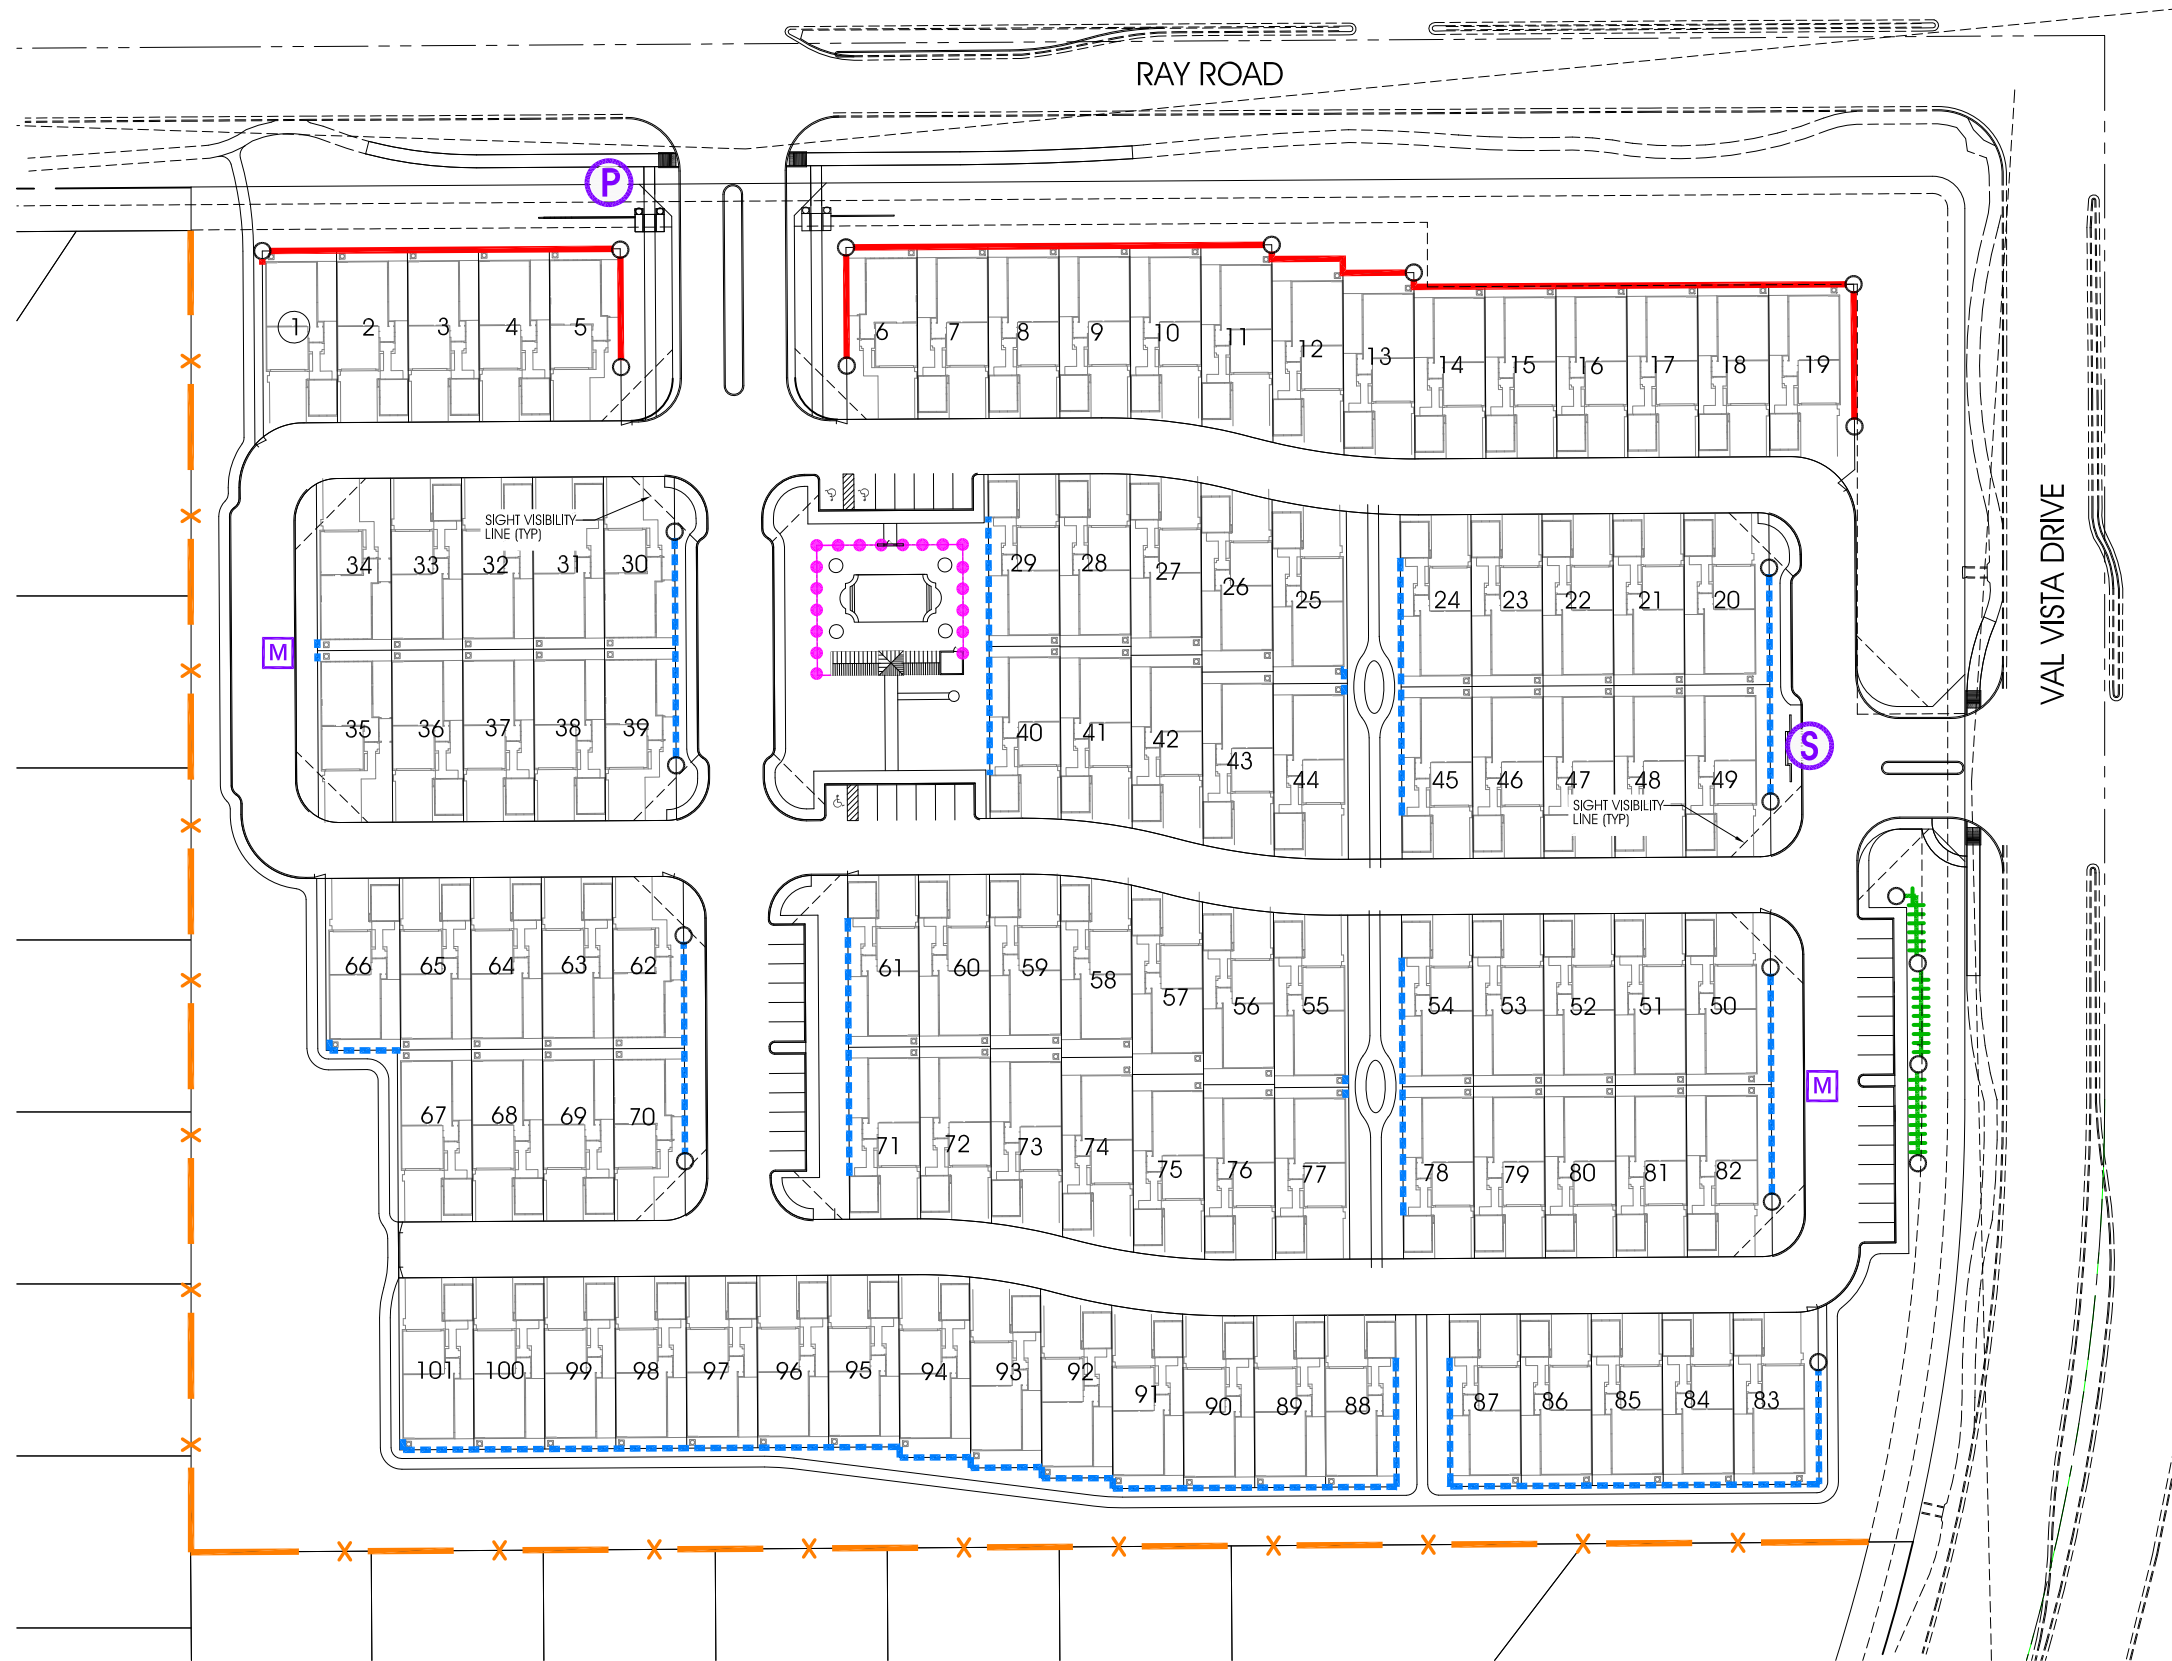 RAY ROAD
P
1 2 3 4 5 6 7 8 9 10 11 12 13 14 15 16 17 18 19
SIGHT VISIBILITY
LINE (TYP)
VAL VISTA DRIVE
34 33 32 31 30 29 28 27 26 25 24 23 22 21 20
M
35 36 37 38 39 40 41 42 43 44 45 46 47 48 49
S
SIGHT VISIBILITY
LINE (TYP)
66 65 64 63 62 61 60 59 58 57 56 55 54 53 52 51 50
M
67 68 69 70 71 72 73 74 75 76 77 78 79 80 81 82
101 100 99 98 97 96 95 94 93 92 91 90 89 88 87 86 85 84 83